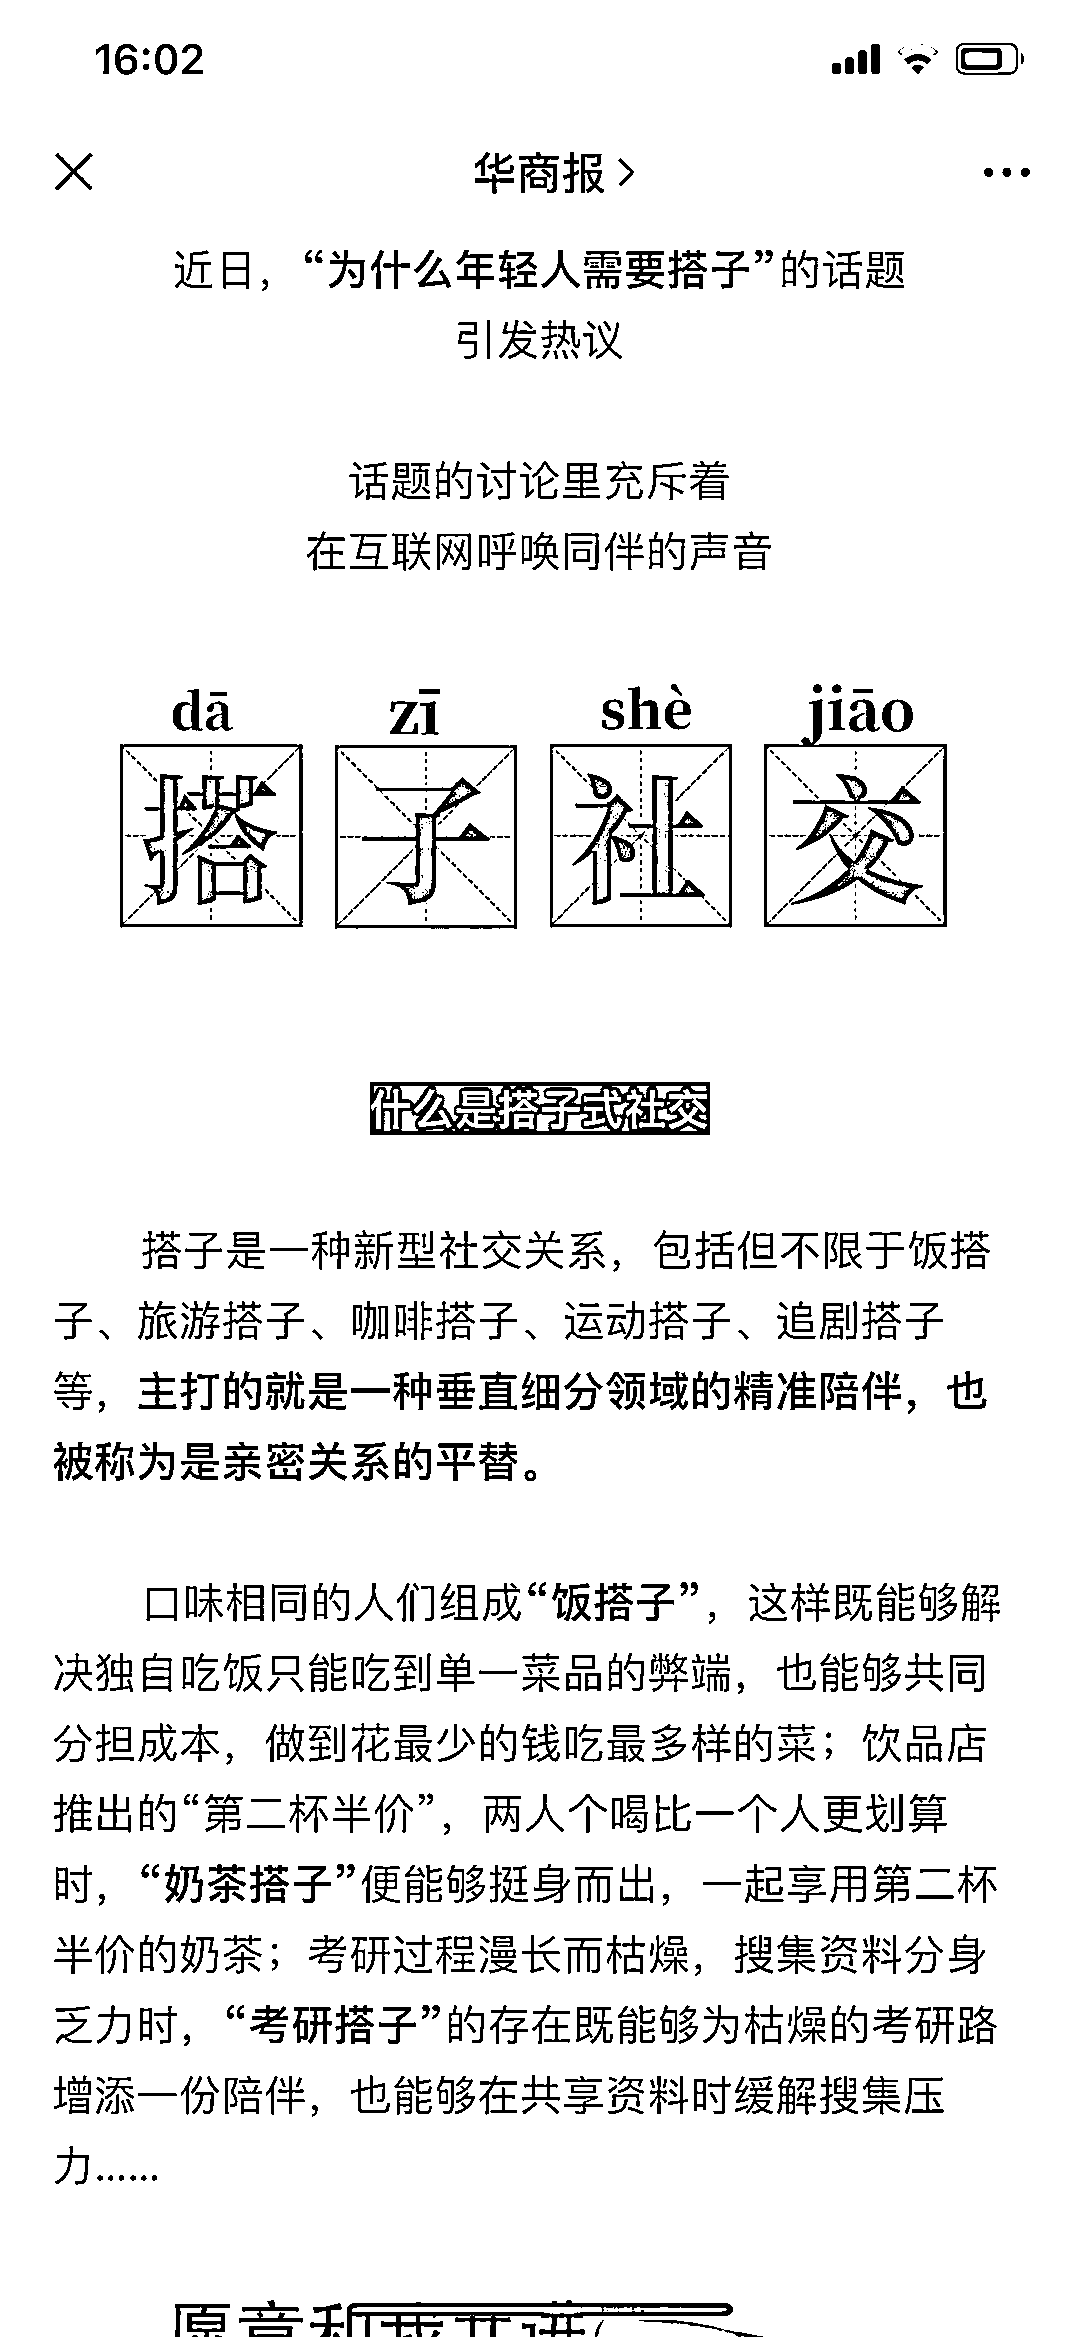 16:02
华商报
近日，“为什么年轻人需要搭子”的话题
引发热议
话题的讨论里充斥着
在互联网呼唤同伴的声音
dā zī shè jiāo
搭子社交
什么是搭子式社交
搭子是一种新型社交关系，包括但不限于饭搭
子、旅游搭子、咖啡搭子、运动搭子、追剧搭子
等，主打的就是一种垂直细分领域的精准陪伴，也
被称为是亲密关系的平替。
口味相同的人们组成“饭搭子”，这样既能够解
决独自吃饭只能吃到单一菜品的弊端，也能够共同
分担成本，做到花最少的钱吃最多样的菜；饮品店
推出的“第二杯半价”，两人个喝比一个人更划算
时，“奶茶搭子”便能够挺身而出，一起享用第二杯
半价的奶茶；考研过程漫长而枯燥，搜集资料分身
乏力时，“考研搭子”的存在既能够为枯燥的考研路
增添一份陪伴，也能够在共享资料时缓解搜集压
力……
愿意和我